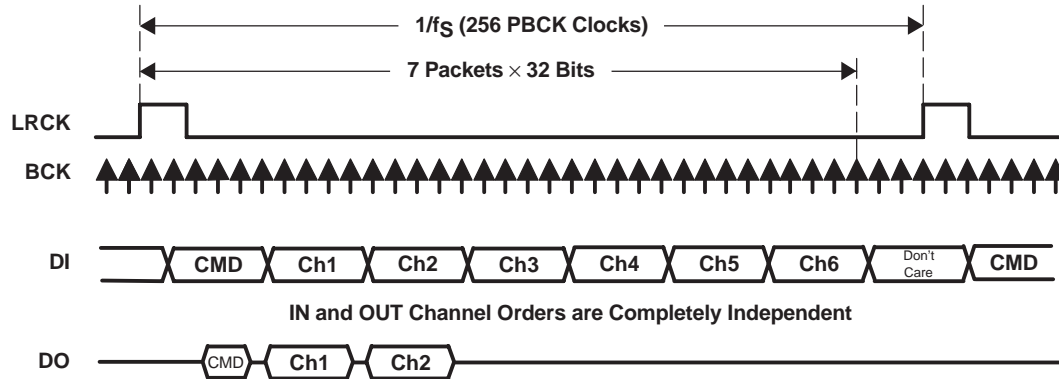 1/fS (256 PBCK Clocks)
7 Packets × 32 Bits
LRCK
BCK
DI CMD Ch1 Ch2 Ch3 Ch4 Ch5 Ch6 Don't Care CMD
IN and OUT Channel Orders are Completely Independent
DO CMD Ch1 Ch2